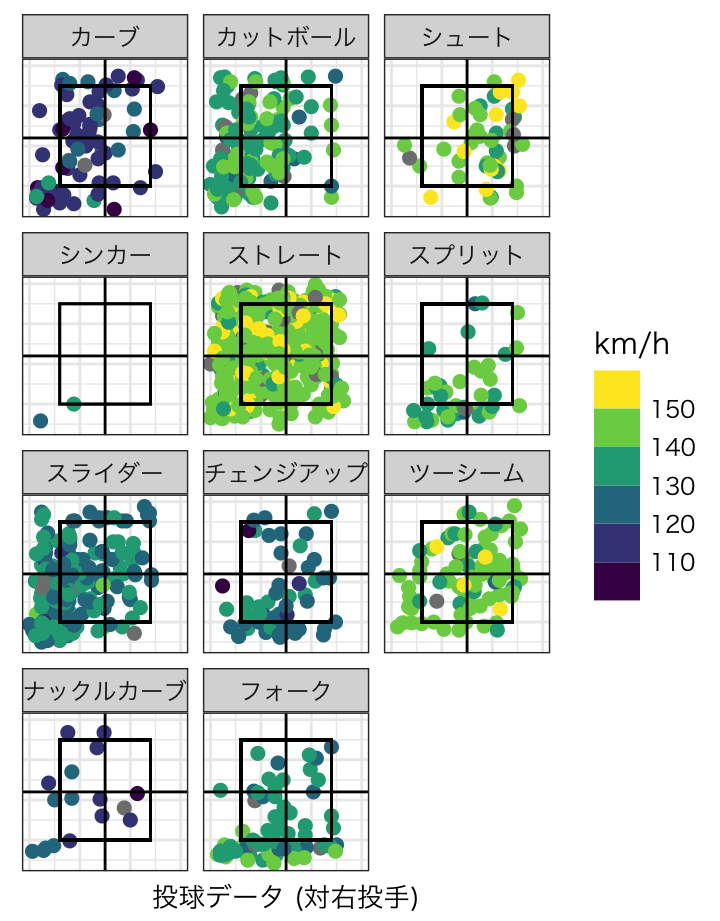 カーブ
カットボール
シュート
シンカー
ストレート
スプリット
スライダー
チェンジアップ
ツーシーム
ナックルカーブ
フォーク
km/h
150
140
130
120
110
投球データ (対右投手)